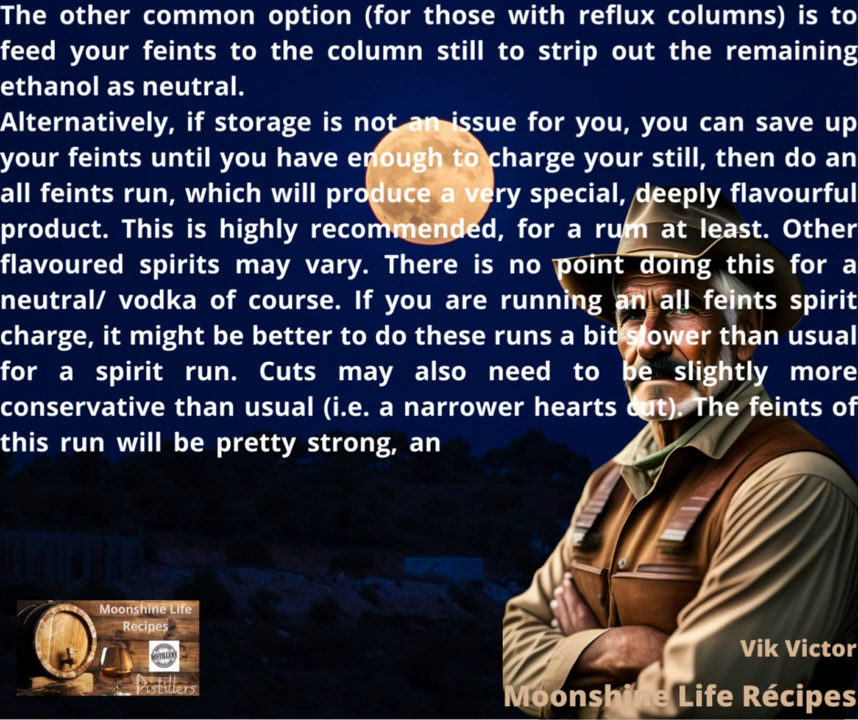 The other common option (for those with reflux columns) is to
feed your feints to the column still to strip out the remaining
ethanol as neutral.
Alternatively, if storage is not an issue for you, you can save up
your feints until you have enough to charge your still, then do an
all feints run, which will produce a very special, deeply flavourful
product. This is highly recommended, for a rum at least. Other
flavoured spirits may vary. There is no point doing this for a
neutral/ vodka of course. If you are running an all feints spirit
charge, it might be better to do these runs a bit slower than usual
for a spirit run. Cuts may also need to be slightly more
conservative than usual (i.e. a narrower hearts cut). The feints of
this run will be pretty strong, an
Moonshine Life
Recipes
DISTILLERS
Distillers
Vik Victor
Moonshine Life Récipes